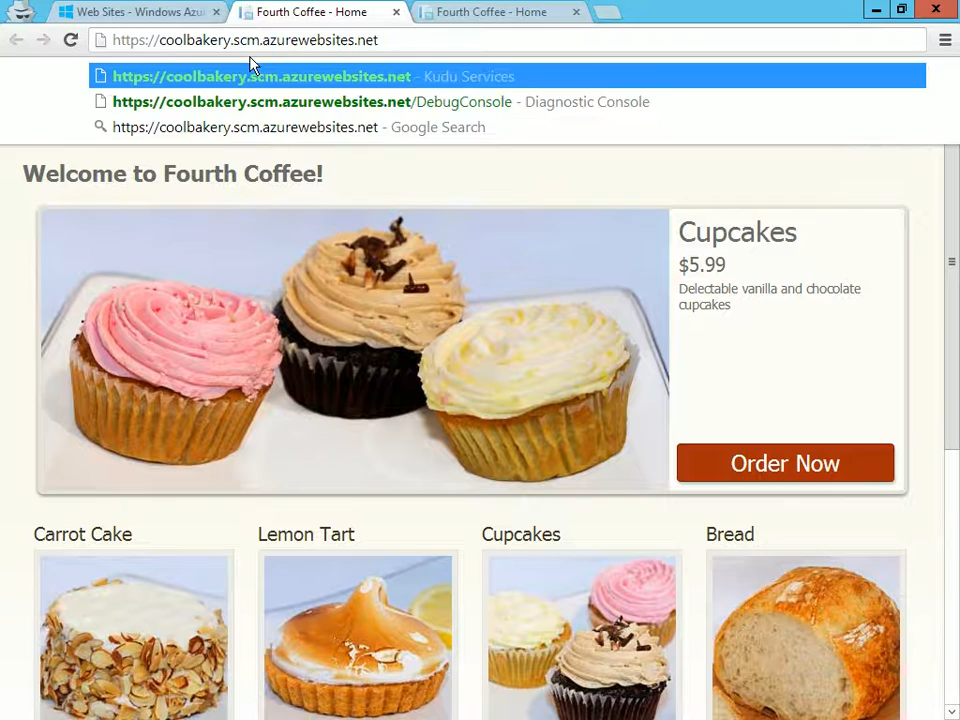 Web Sites - Windows Azu
Fourth Coffee - Home
Fourth Coffee - Home
https://coolbakery.scm.azurewebsites.net
https://coolbakery.scm.azurewebsites.net - Kudu Services
https://coolbakery.scm.azurewebsites.net/DebugConsole - Diagnostic Console
https://coolbakery.scm.azurewebsites.net - Google Search
Welcome to Fourth Coffee!
Cupcakes
$5.99
Delectable vanilla and chocolate
cupcakes
Order Now
Carrot Cake
Lemon Tart
Cupcakes
Bread